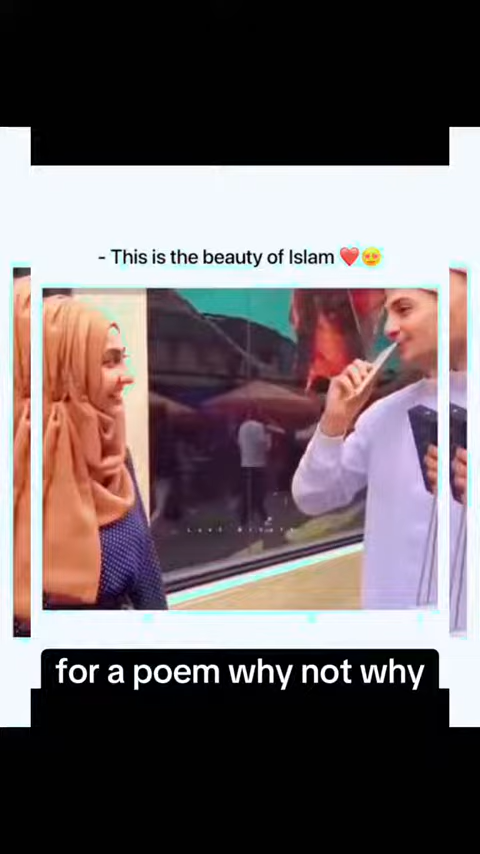 - This is the beauty of Islam ❤️🥹
for a poem why not why